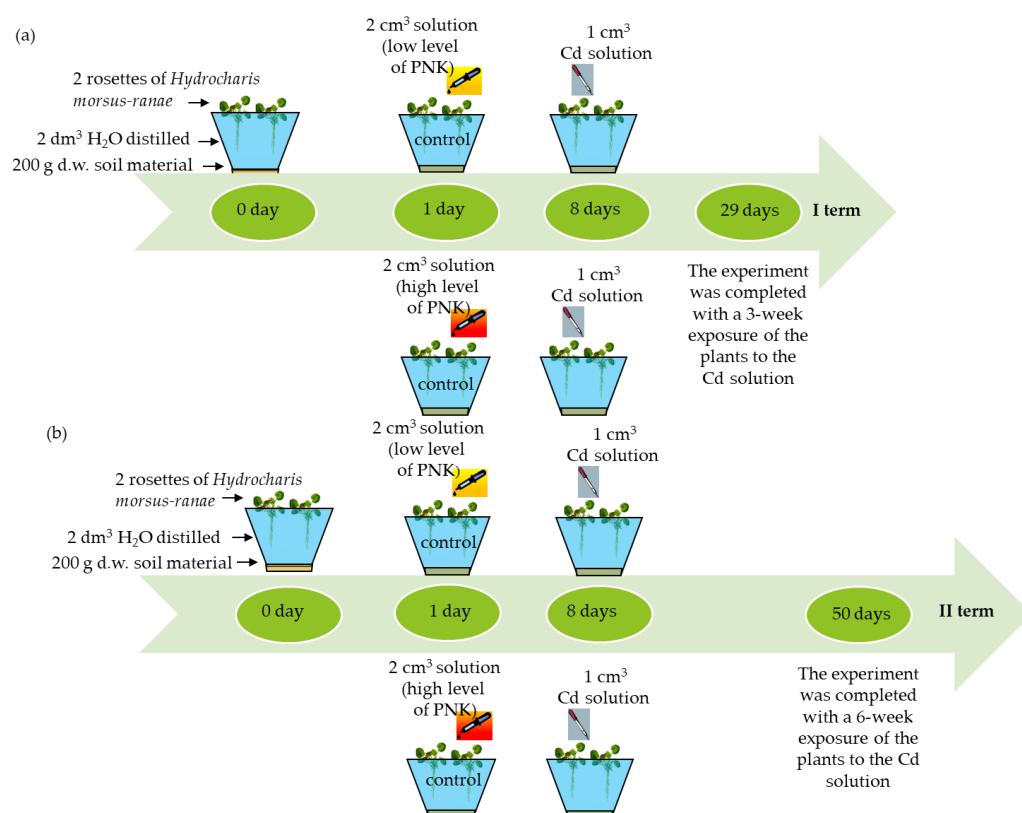 (a)
2 rosettes of Hydrocharis
morsus-ranae
2 dm³ H₂O distilled
200 g d.w. soil material
2 cm³ solution
(low level
of PNK)
control
1 cm³
Cd solution
0 day
1 day
8 days
29 days
I term
2 cm³ solution
(high level
of PNK)
control
1 cm³
Cd solution
The experiment
was completed
with a 3-week
exposure of the
plants to the
Cd solution
(b)
2 rosettes of Hydrocharis
morsus-ranae
2 dm³ H₂O distilled
200 g d.w. soil material
2 cm³ solution
(low level
of PNK)
control
1 cm³
Cd solution
0 day
1 day
8 days
50 days
II term
2 cm³ solution
(high level
of PNK)
control
1 cm³
Cd solution
The experiment
was completed
with a 6-week
exposure of the
plants to the Cd
solution